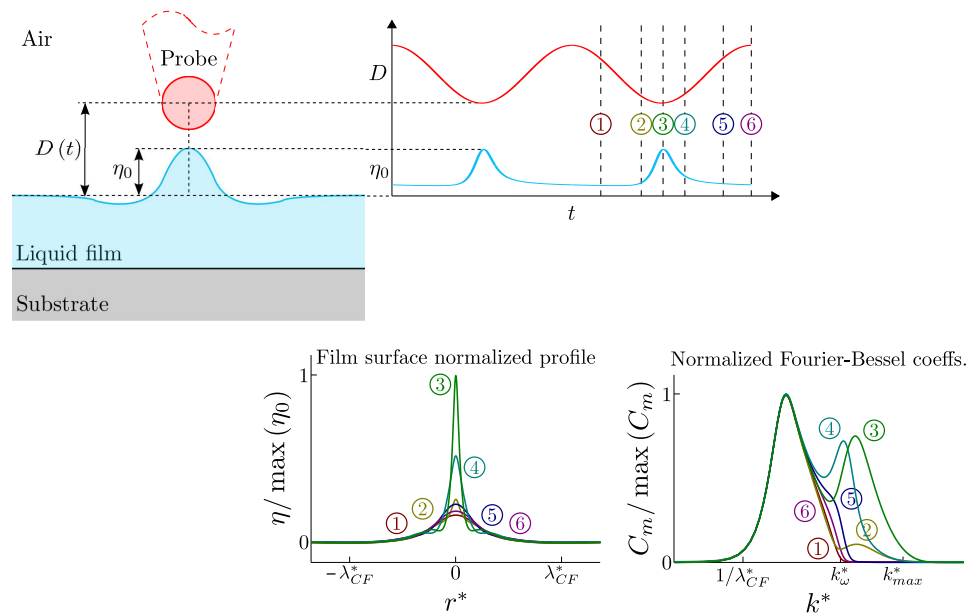 Air
Probe
D (t)
η₀
Liquid film
Substrate
D
η₀
① ② ③ ④ ⑤ ⑥
t
Film surface normalized profile
η/ max (η₀)
1
0
③
④
②
①
⑤
⑥
−λ*CF
0
λ*CF
r*
Normalized Fourier-Bessel coeffs.
Cm/ max (Cm)
1
0
④
③
⑤
⑥
②
①
1/λ*CF
k*ω
k*max
k*